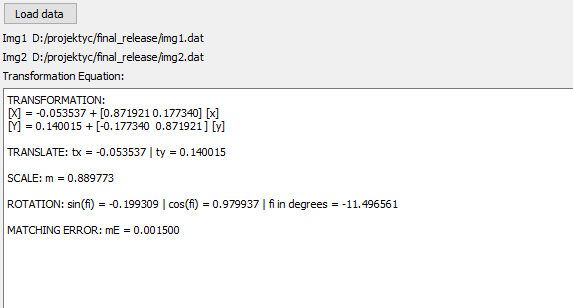 Load data
Img1 D:/projektyc/final_release/img1.dat
Img2 D:/projektyc/final_release/img2.dat
Transformation Equation:
TRANSFORMATION:
[X] = -0.053537 + [0.871921 0.177340] [x]
[Y] = 0.140015 + [-0.177340 0.871921 ] [y]
TRANSLATE: tx = -0.053537 | ty = 0.140015
SCALE: m = 0.889773
ROTATION: sin(fi) = -0.199309 | cos(fi) = 0.979937 | fi in degrees = -11.496561
MATCHING ERROR: mE = 0.001500